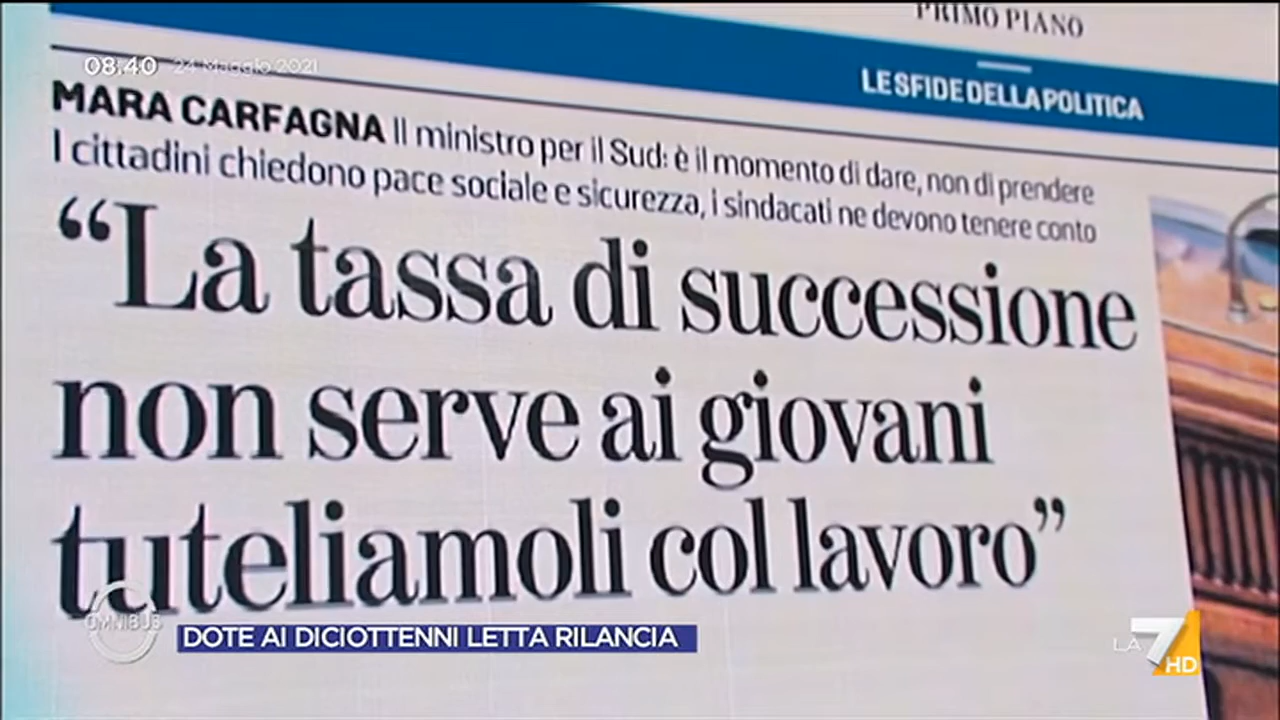 PRIMO PIANO
08.40 24 Maggio 2021
LE SFIDE DELLA POLITICA
MARA CARFAGNA Il ministro per il Sud: è il momento di dare, non di prendere
I cittadini chiedono pace sociale e sicurezza, i sindacati ne devono tenere conto
“La tassa di successione
non serve ai giovani
tuteliamoli col lavoro”
OMNIBUS
DOTE AI DICIOTTENNI LETTA RILANCIA
LA 7 HD